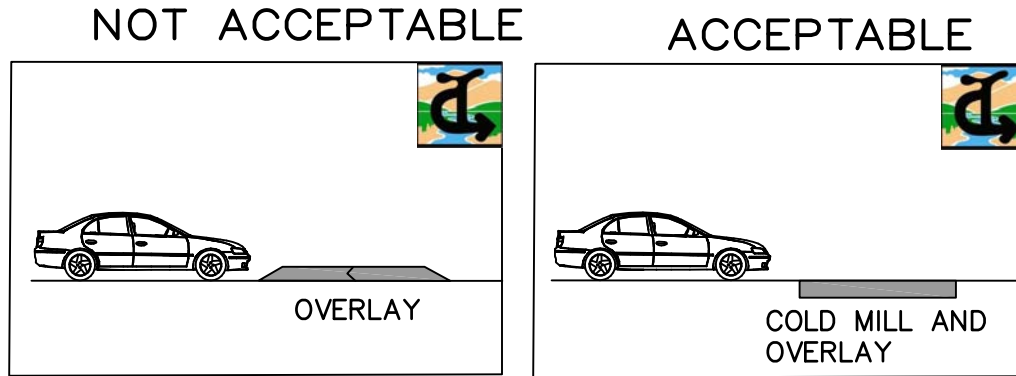 NOT ACCEPTABLE
OVERLAY
ACCEPTABLE
COLD MILL AND
OVERLAY